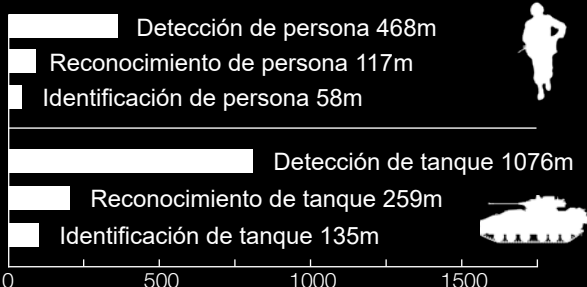 Detección de persona 468m
Reconocimiento de persona 117m
Identificación de persona 58m
Detección de tanque 1076m
Reconocimiento de tanque 259m
Identificación de tanque 135m
0 500 1000 1500